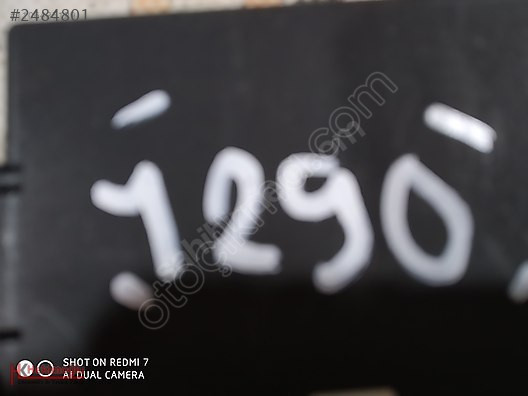 #2484801
1290
SHOT ON REDMI 7
AI DUAL CAMERA